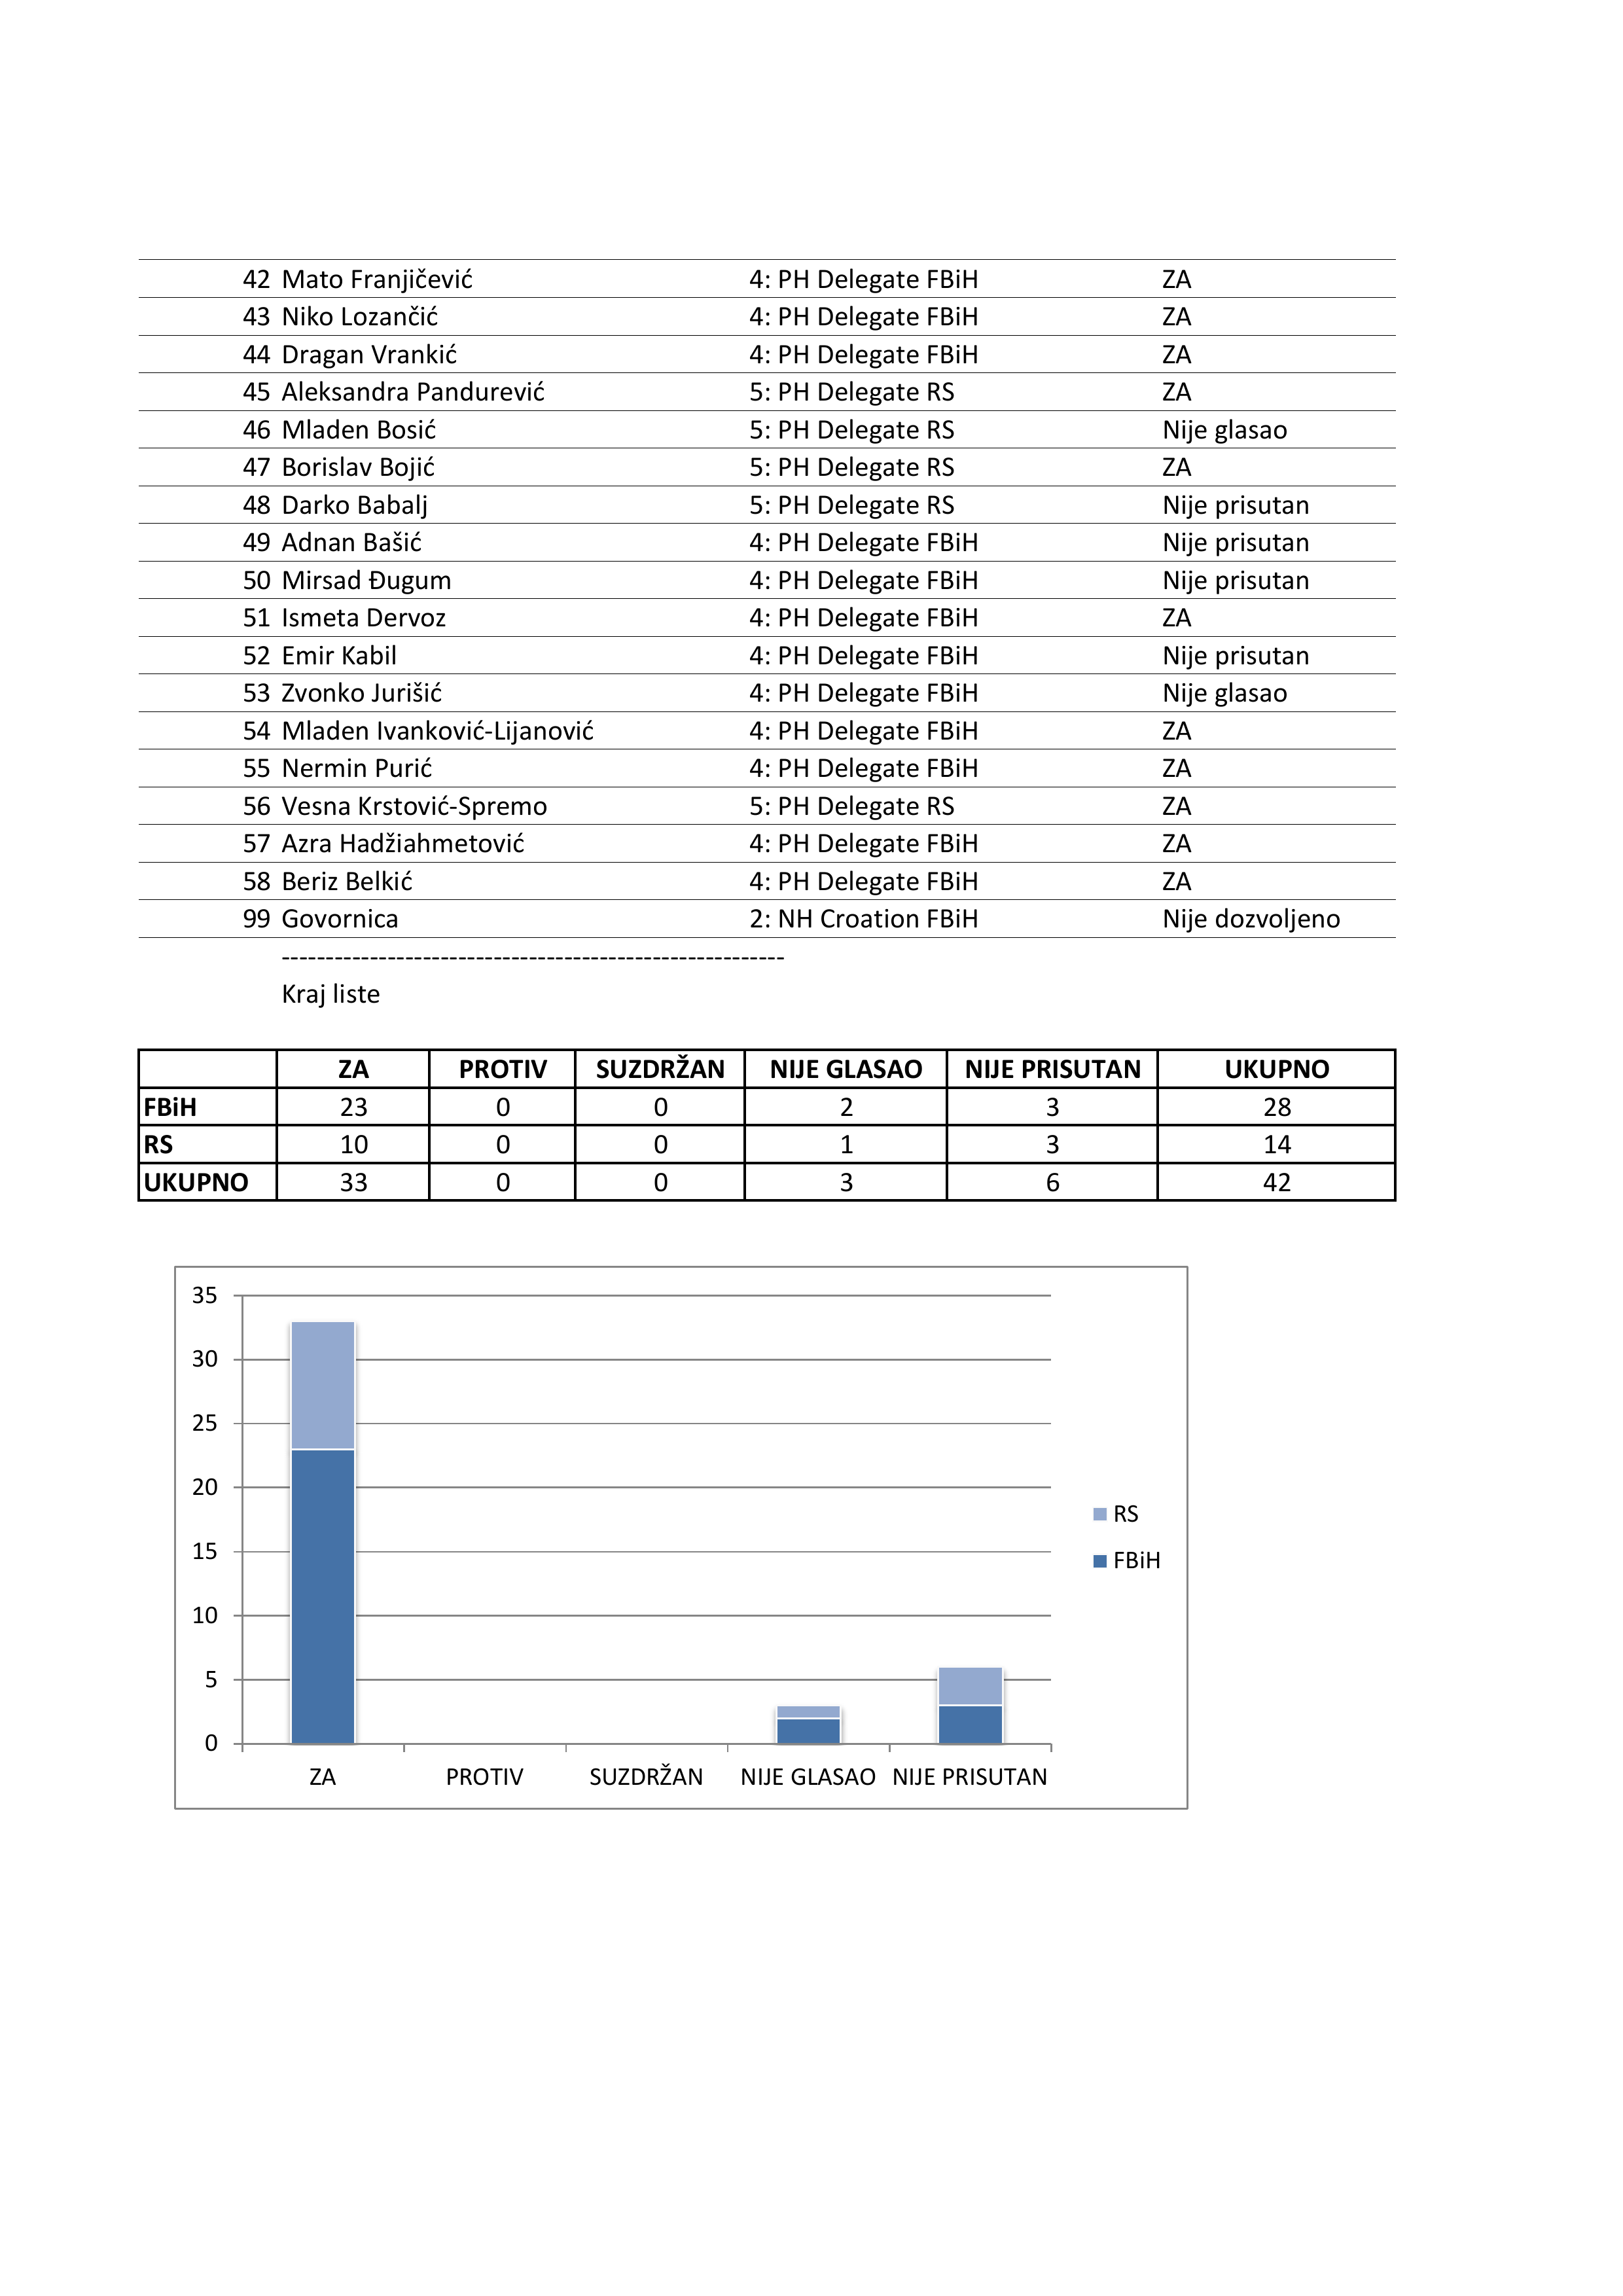 42 Mato Franjičević 4: PH Delegate FBiH ZA
43 Niko Lozančić 4: PH Delegate FBiH ZA
44 Dragan Vrankić 4: PH Delegate FBiH ZA
45 Aleksandra Pandurević 5: PH Delegate RS ZA
46 Mladen Bosić 5: PH Delegate RS Nije glasao
47 Borislav Bojić 5: PH Delegate RS ZA
48 Darko Babalj 5: PH Delegate RS Nije prisutan
49 Adnan Bašić 4: PH Delegate FBiH Nije prisutan
50 Mirsad Đugum 4: PH Delegate FBiH Nije prisutan
51 Ismeta Dervoz 4: PH Delegate FBiH ZA
52 Emir Kabil 4: PH Delegate FBiH Nije prisutan
53 Zvonko Jurišić 4: PH Delegate FBiH Nije glasao
54 Mladen Ivanković-Lijanović 4: PH Delegate FBiH ZA
55 Nermin Purić 4: PH Delegate FBiH ZA
56 Vesna Krstović-Spremo 5: PH Delegate RS ZA
57 Azra Hadžiahmetović 4: PH Delegate FBiH ZA
58 Beriz Belkić 4: PH Delegate FBiH ZA
99 Govornica 2: NH Croation FBiH Nije dozvoljeno
---------------------------------------------------------
Kraj liste
ZA PROTIV SUZDRŽAN NIJE GLASAO NIJE PRISUTAN UKUPNO
FBiH 23 0 0 2 3 28
RS 10 0 0 1 3 14
UKUPNO 33 0 0 3 6 42
35
30
25
20
15
10
5
0
ZA PROTIV SUZDRŽAN NIJE GLASAO NIJE PRISUTAN
RS
FBiH